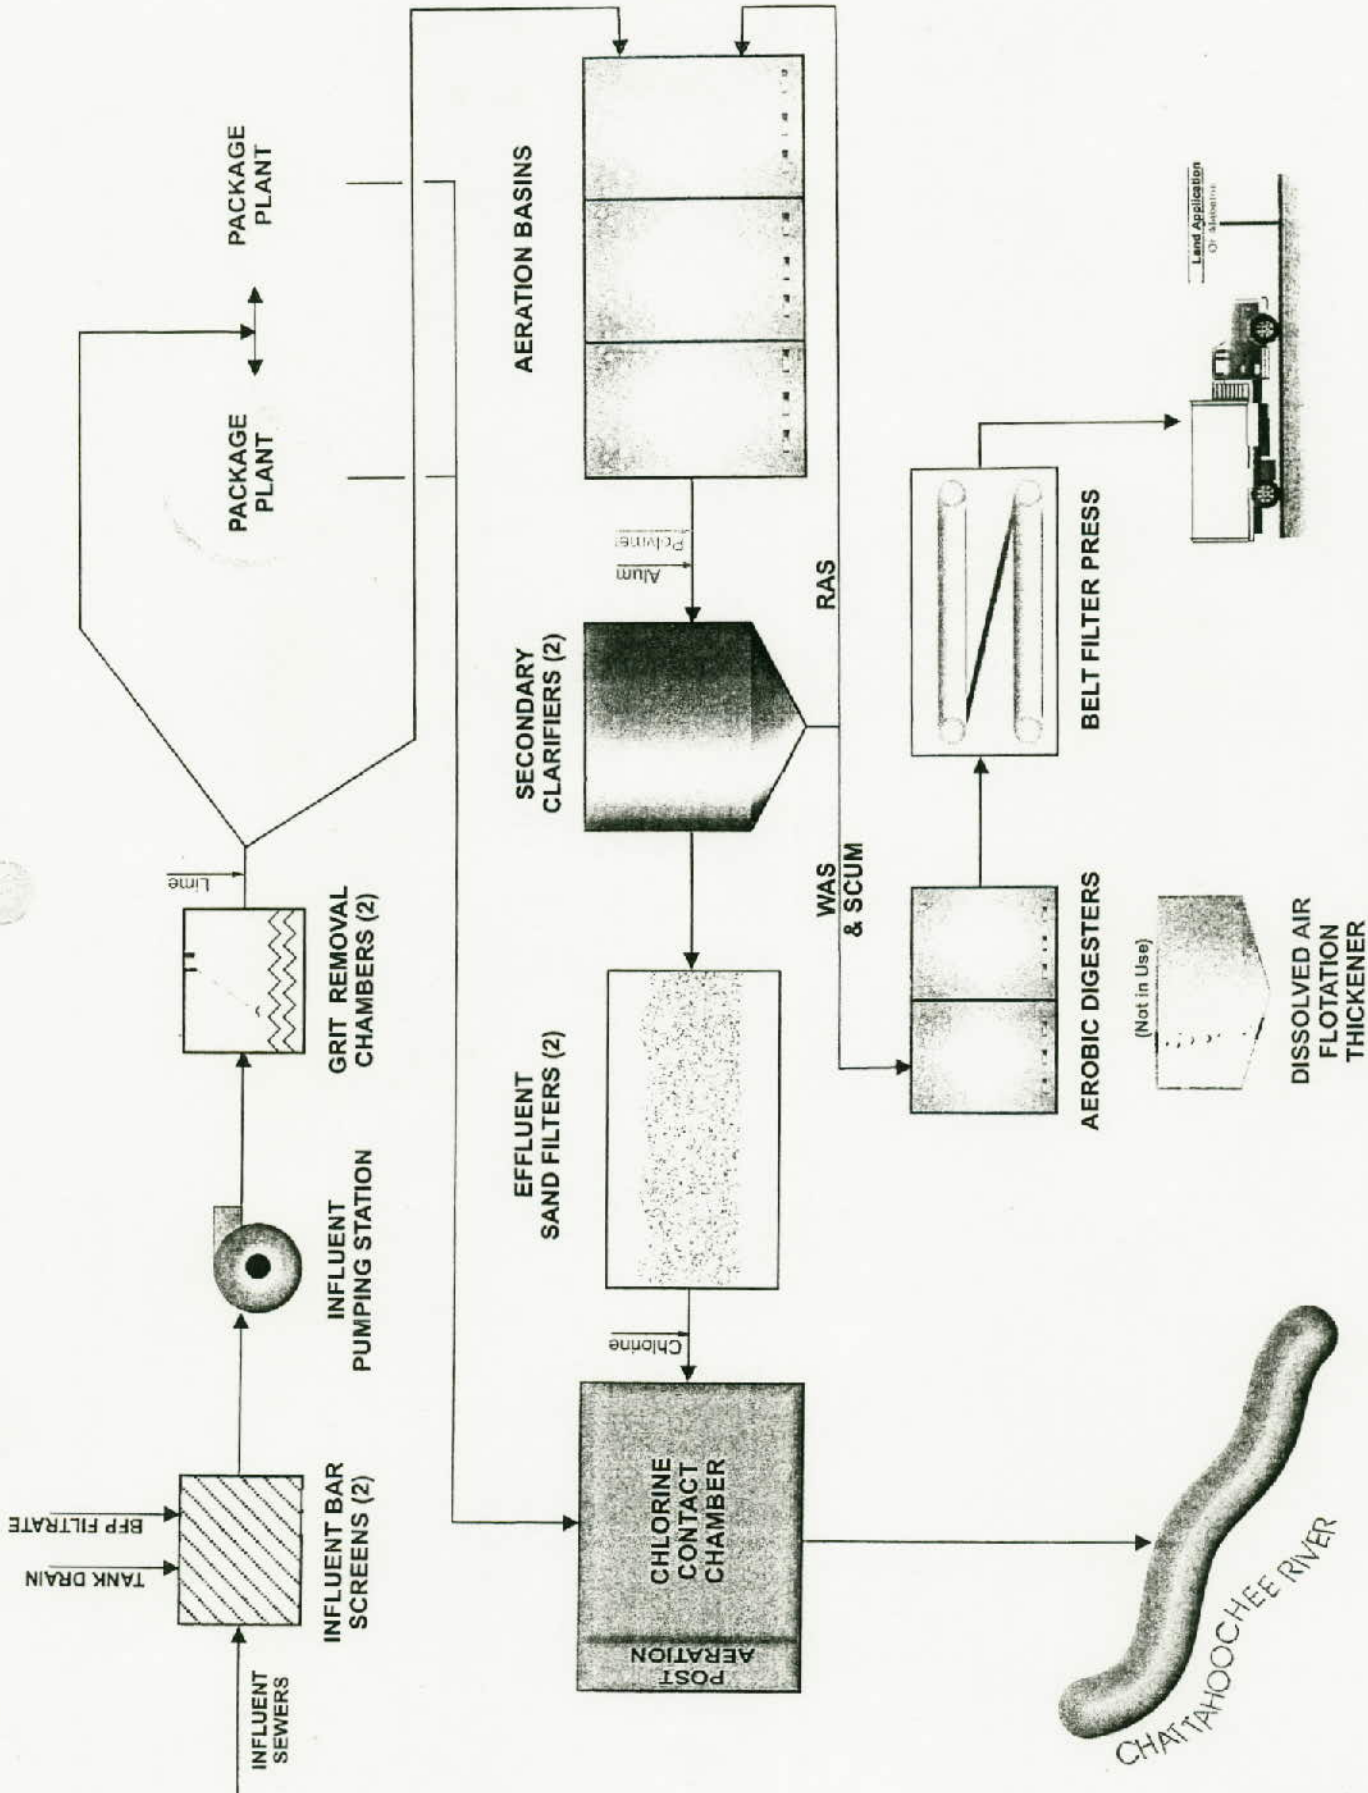 TANK DRAIN
BFP FILTRATE
INFLUENT
SEWERS
INFLUENT BAR
SCREENS (2)
INFLUENT
PUMPING STATION
GRIT REMOVAL
CHAMBERS (2)
Lime
PACKAGE
PLANT
PACKAGE
PLANT
POST
AERATION
CHLORINE
CONTACT
CHAMBER
Chlorine
EFFLUENT
SAND FILTERS (2)
SECONDARY
CLARIFIERS (2)
Alum
Polymer
AERATION BASINS
WAS
& SCUM
RAS
AEROBIC DIGESTERS
BELT FILTER PRESS
Land Application
(Not in Use)
DISSOLVED AIR
FLOTATION
THICKENER
CHATTAHOOCHEE RIVER